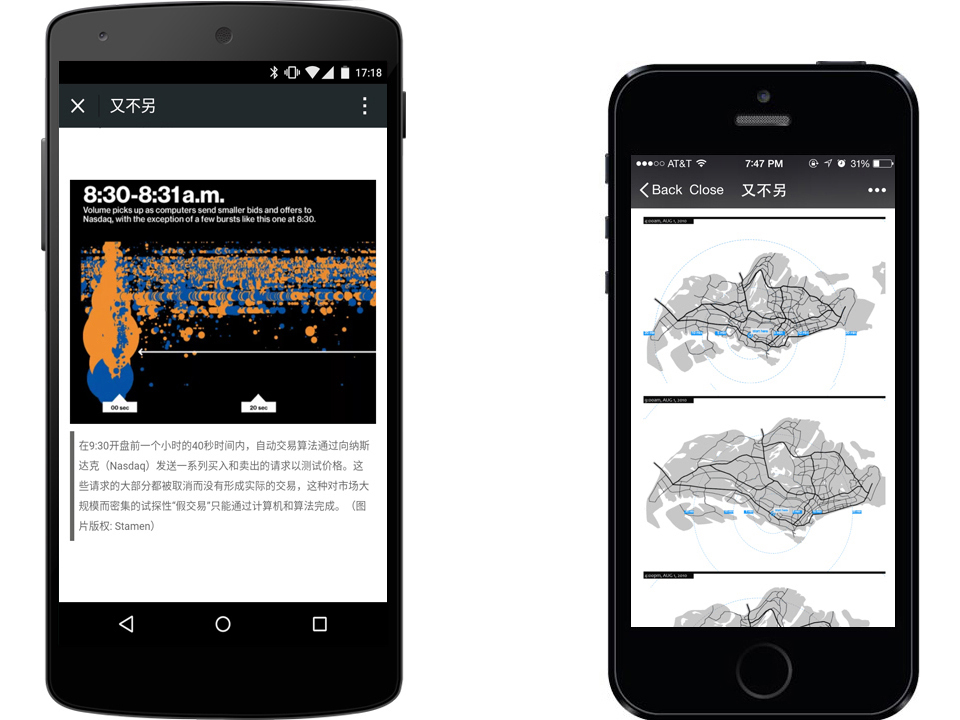 17:18
又不另
8:30-8:31a.m.
Volume picks up as computers send smaller bids and offers to
Nasdaq, with the exception of a few bursts like this one at 8:30.
00 sec
20 sec
在9:30开盘前一个小时的40秒时间内，自动交易算法通过向纳斯
达克（Nasdaq）发送一系列买入和卖出的请求以测试价格。这
些请求的大部分都被取消而没有形成实际的交易，这种对市场大
规模而密集的试探性“假交易”只能通过计算机和算法完成。（图
片版权: Stamen）
AT&T 7:47 PM 31%
Back Close 又不另